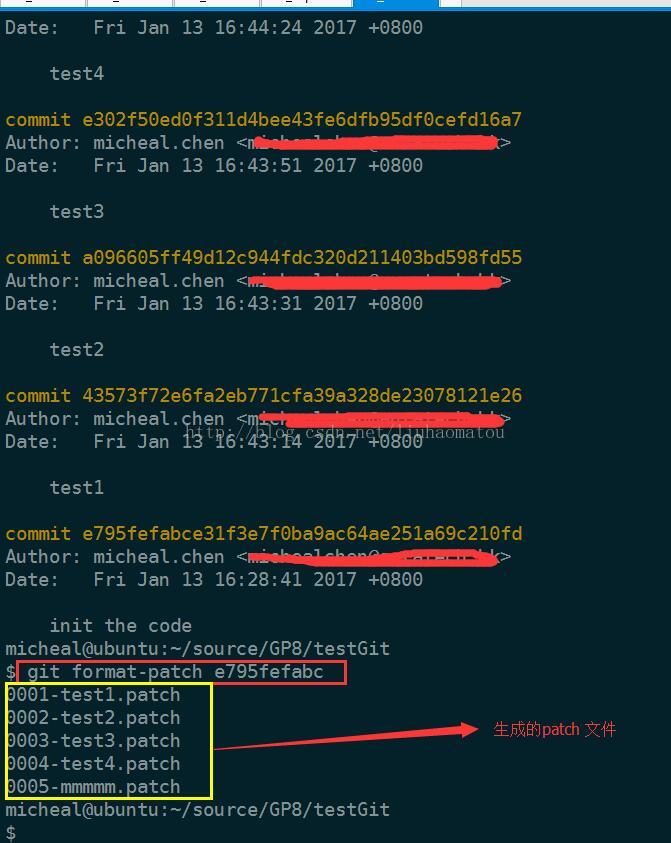 Date:   Fri Jan 13 16:44:24 2017 +0800
test4
commit e302f50ed0f311d4bee43fe6dfb95df0cefd16a7
Author: micheal.chen <
Date:   Fri Jan 13 16:43:51 2017 +0800
test3
commit a096605ff49d12c944fdc320d211403bd598fd55
Author: micheal.chen <
Date:   Fri Jan 13 16:43:31 2017 +0800
test2
commit 43573f72e6fa2eb771cfa39a328de23078121e26
Author: micheal.chen <
http://blog.csdn.net/liuhaomatou
Date:   Fri Jan 13 16:43:14 2017 +0800
test1
commit e795fefabce31f3e7f0ba9ac64ae251a69c210fd
Author: micheal.chen <
Date:   Fri Jan 13 16:28:41 2017 +0800
init the code
micheal@ubuntu:~/source/GP8/testGit
$ git format-patch e795fefabc
0001-test1.patch
0002-test2.patch
0003-test3.patch
生成的patch 文件
0004-test4.patch
0005-mmmmm.patch
micheal@ubuntu:~/source/GP8/testGit
$